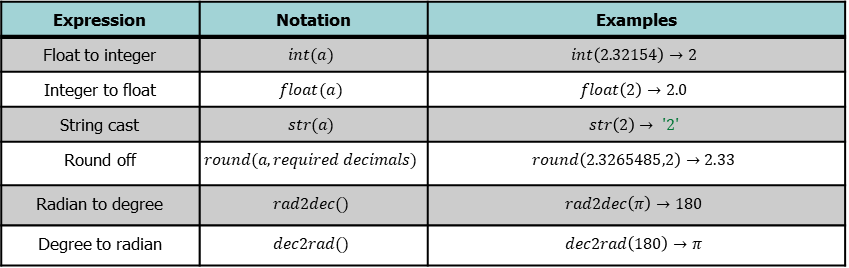 Expression Notation Examples
Float to integer int(a) int(2.32154) → 2
Integer to float float(a) float(2) → 2.0
String cast str(a) str(2) → '2'
Round off round(a, required decimals) round(2.3265485,2) → 2.33
Radian to degree rad2dec() rad2dec(π) → 180
Degree to radian dec2rad() dec2rad(180) → π